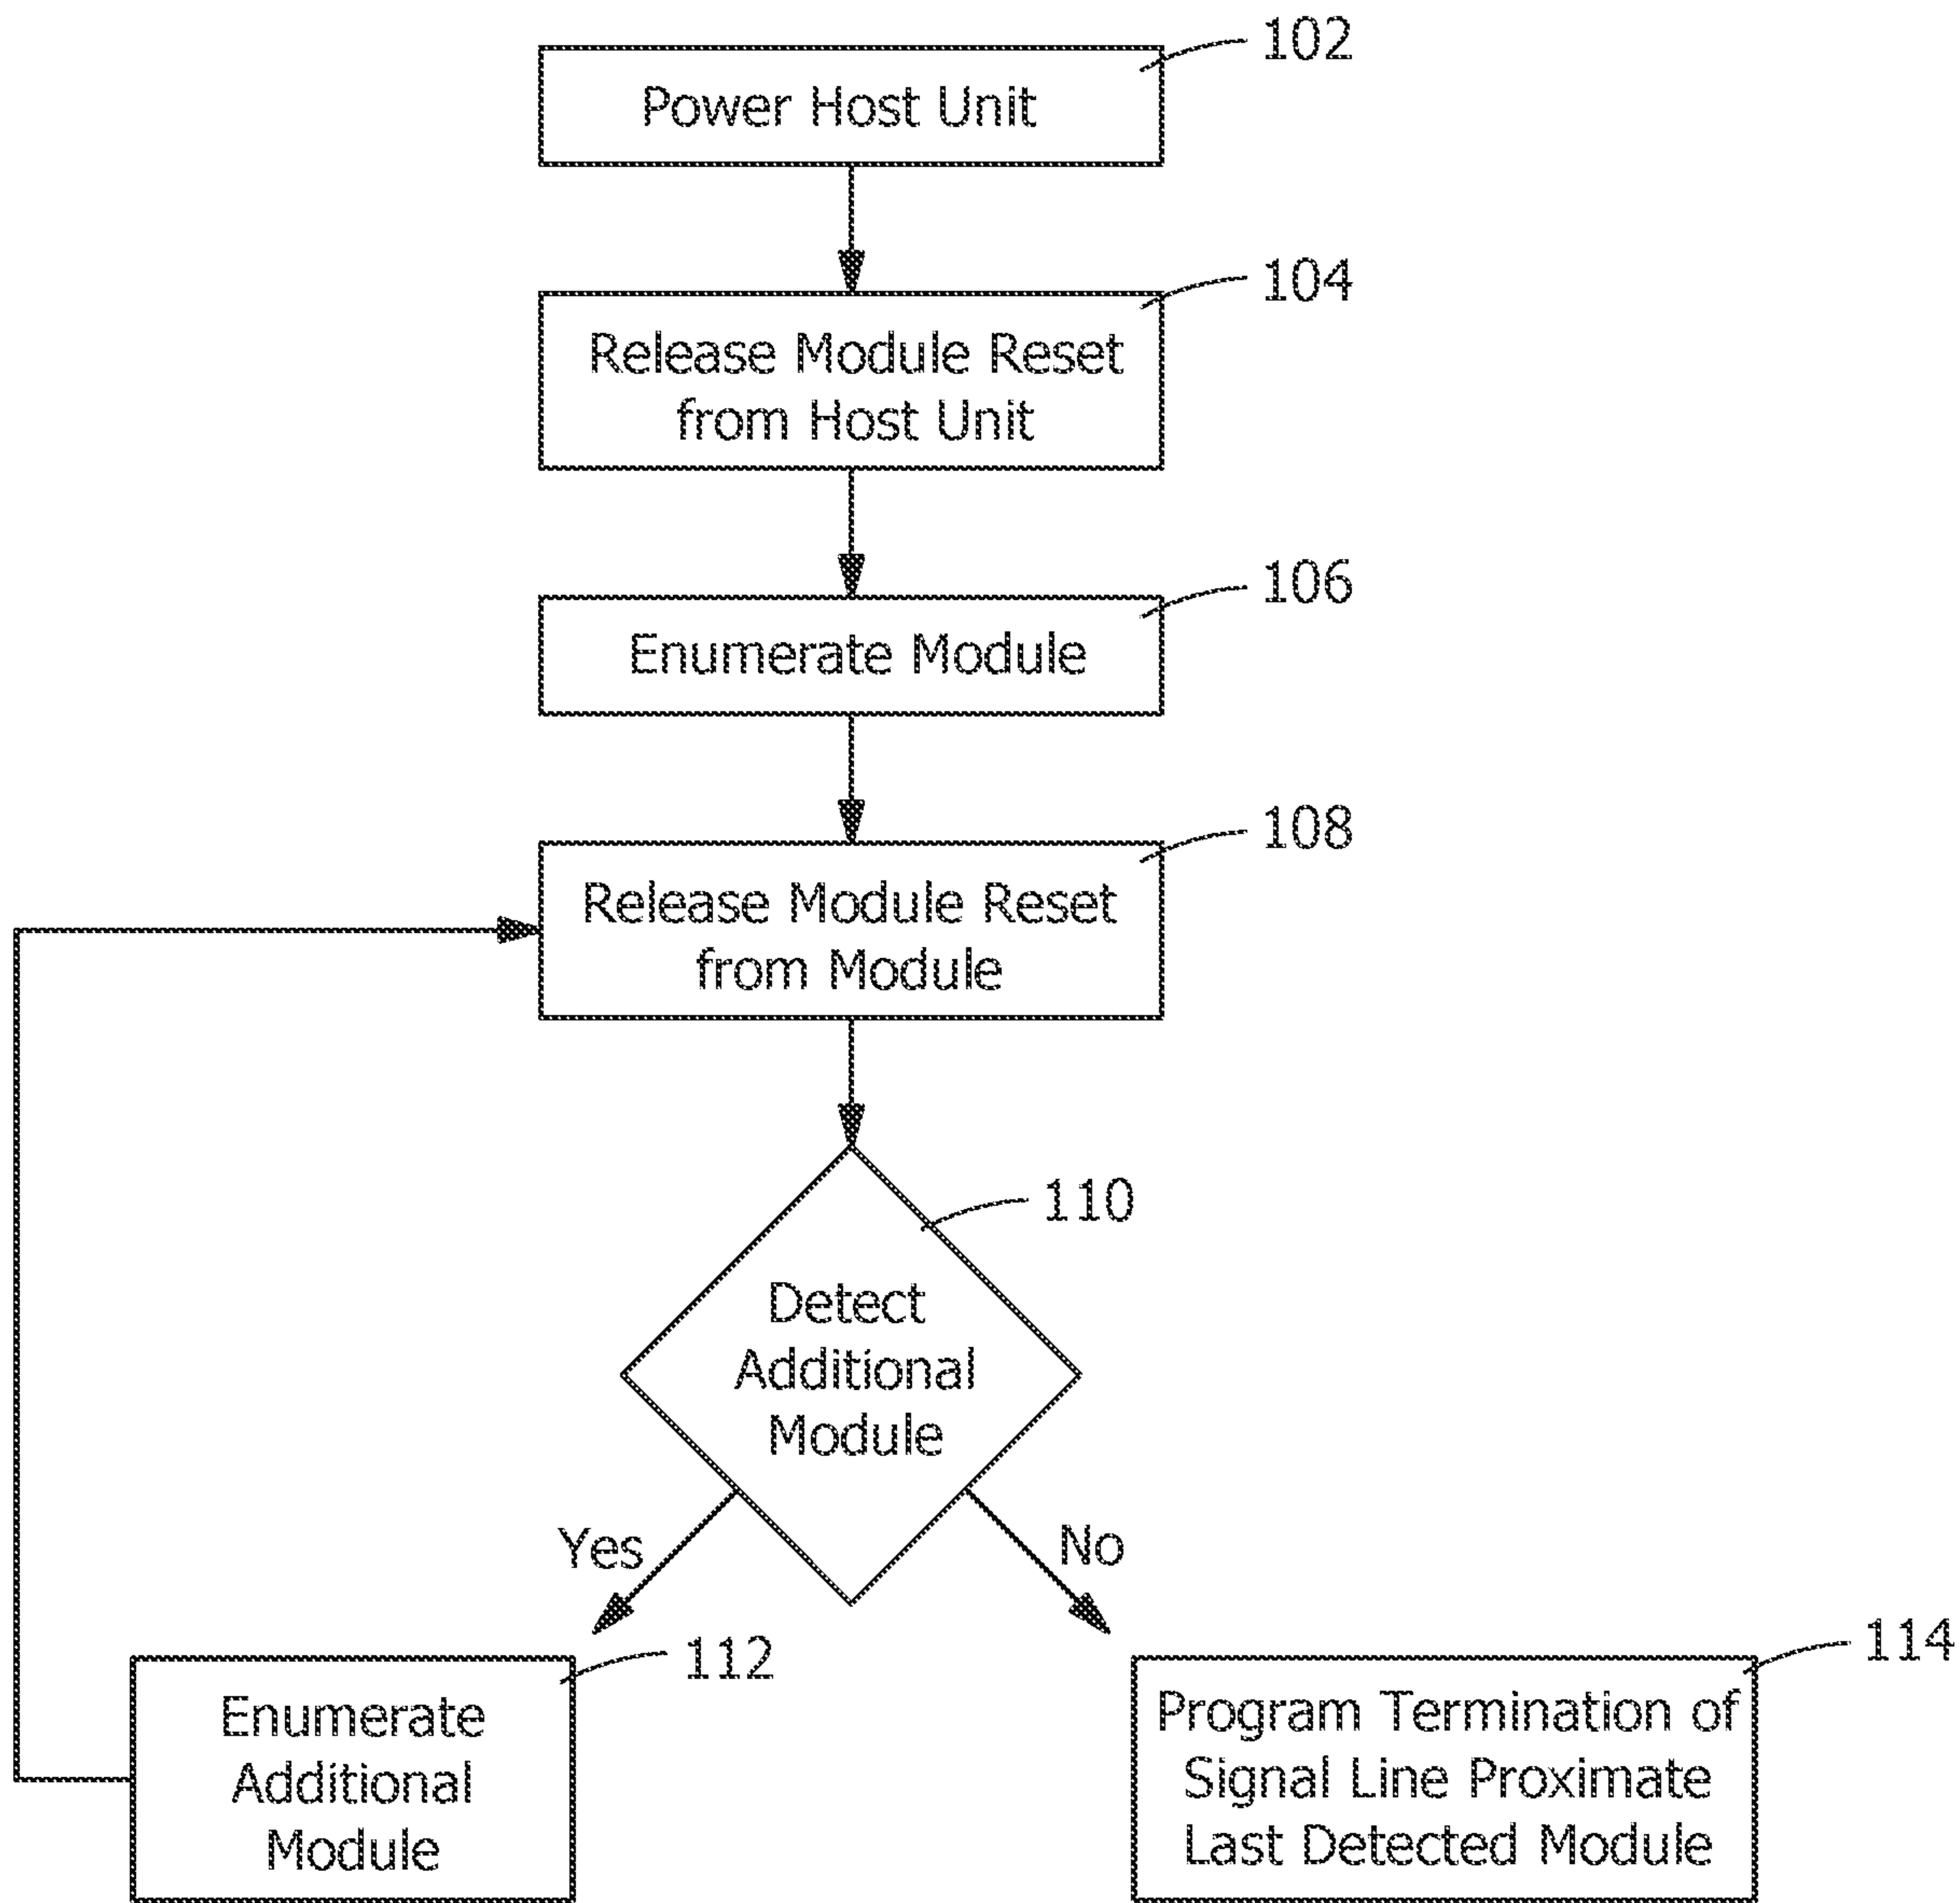 102
Power Host Unit
104
Release Module Reset
from Host Unit
106
Enumerate Module
108
Release Module Reset
from Module
110
Detect
Additional
Module
Yes
No
112
Enumerate
Additional
Module
114
Program Termination of
Signal Line Proximate
Last Detected Module